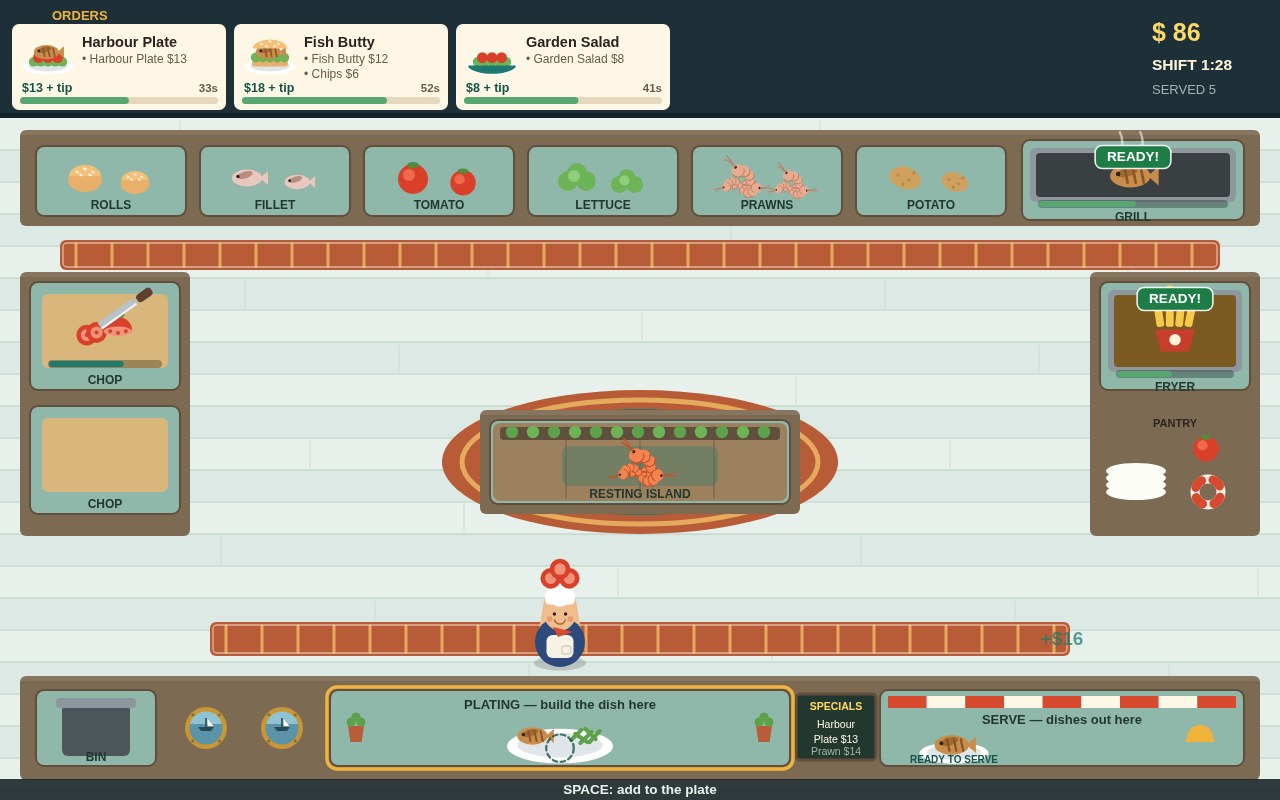 ORDERS
Harbour Plate
• Harbour Plate $13
$13 + tip
33s
Fish Butty
• Fish Butty $12
• Chips $6
$18 + tip
52s
Garden Salad
• Garden Salad $8
$8 + tip
41s
$ 86
SHIFT 1:28
SERVED 5
ROLLS
FILLET
TOMATO
LETTUCE
PRAWNS
POTATO
READY!
GRILL
CHOP
READY!
FRYER
CHOP
PANTRY
RESTING ISLAND
+$16
BIN
PLATING — build the dish here
SPECIALS
Harbour
Plate $13
Prawn $14
SERVE — dishes out here
READY TO SERVE
SPACE: add to the plate